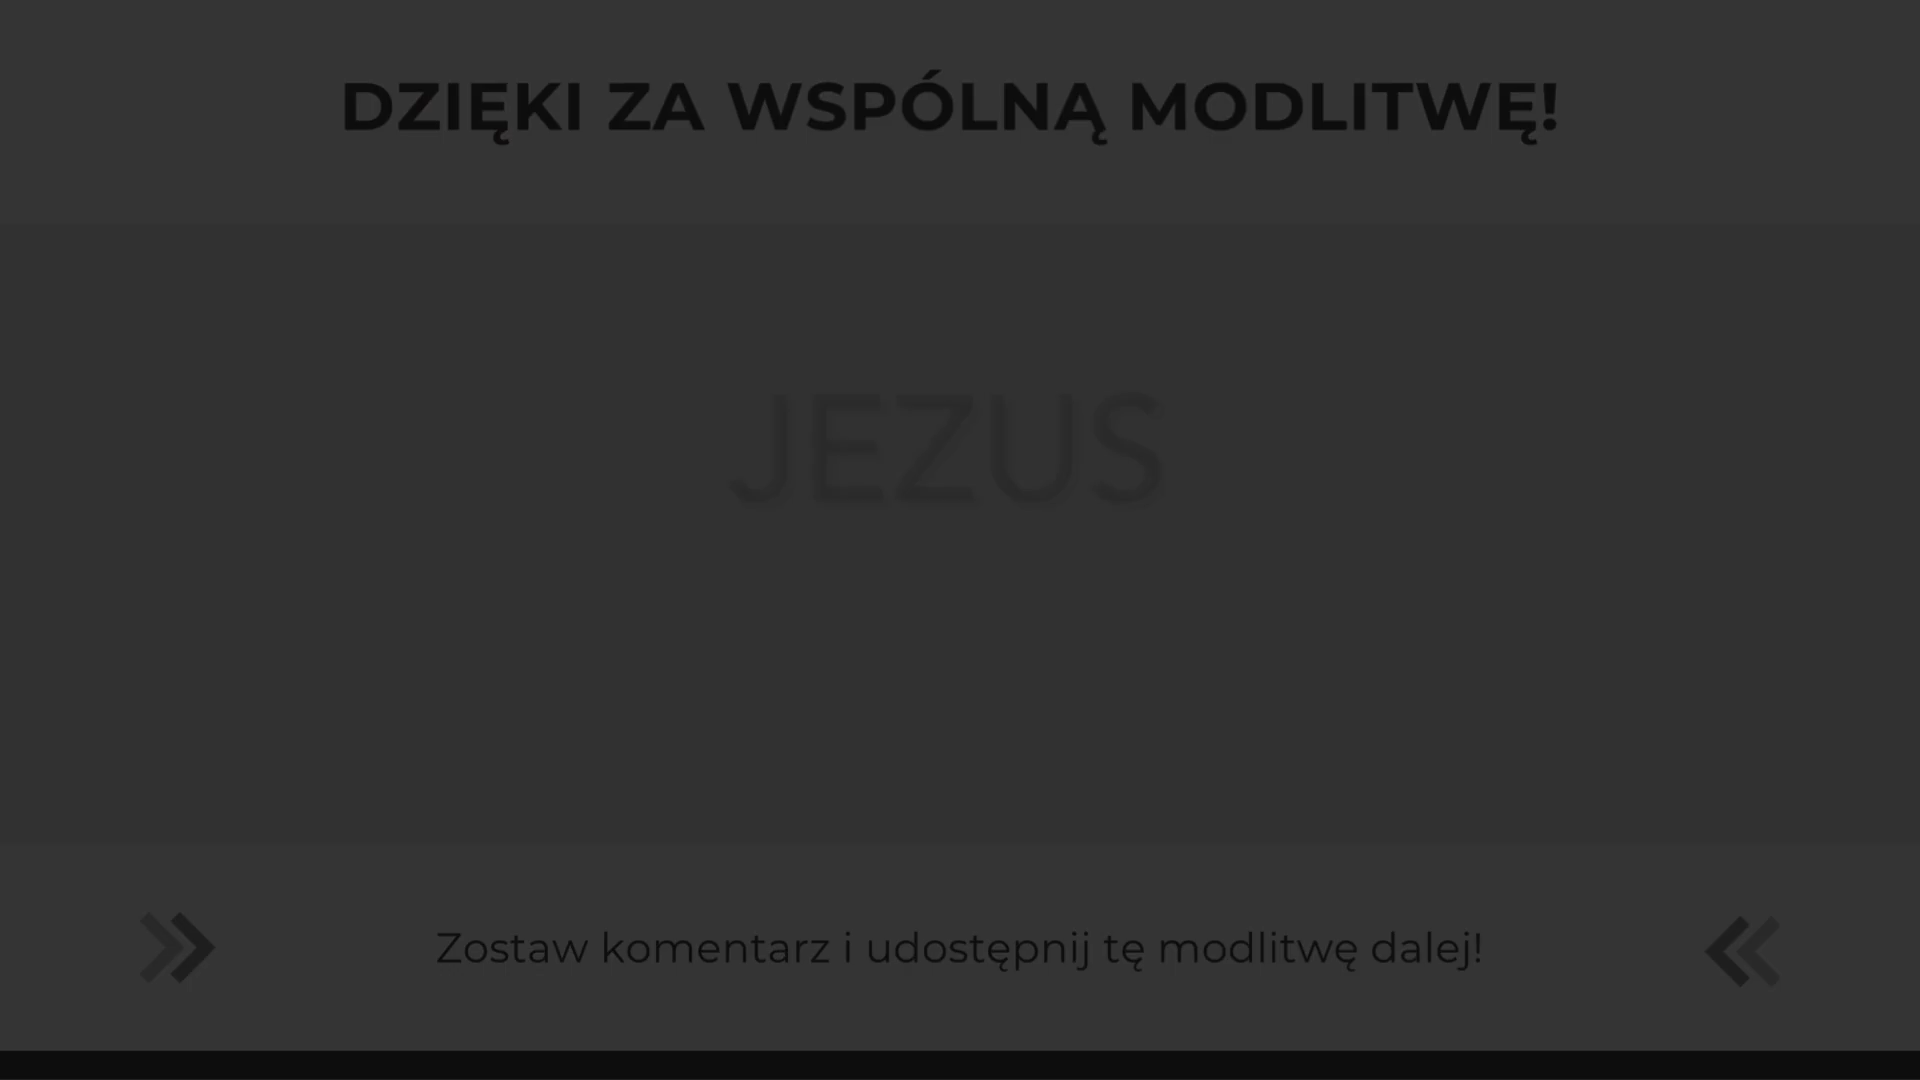 DZIĘKI ZA WSPÓLNĄ MODLITWĘ!
JEZUS
Zostaw komentarz i udostępnij tę modlitwę dalej!